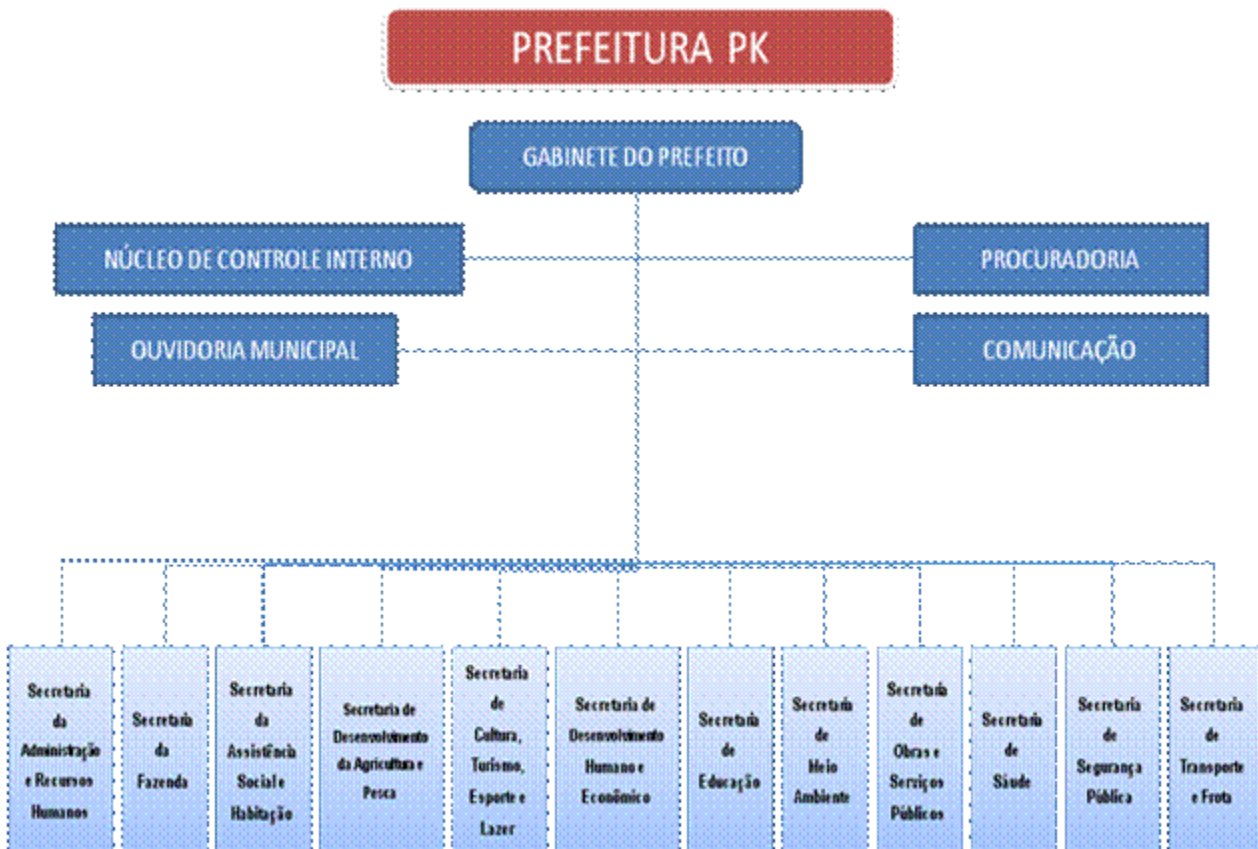 PREFEITURA PK
GABINETE DO PREFEITO
NÚCLEO DE CONTROLE INTERNO
PROCURADORIA
OUVIDORIA MUNICIPAL
COMUNICAÇÃO
Secretaria
da
Administração
e Recursos
Humanos
Secretaria
da
Fazenda
Secretaria
da
Assistência
Social e
Habitação
Secretaria de
Desenvolvimento
da Agricultura e
Pesca
Secretaria
de
Cultura,
Turismo,
Esporte e
Lazer
Secretaria de
Desenvolvimento
Humano e
Econômico
Secretaria
de
Educação
Secretaria
de
Meio
Ambiente
Secretaria
de
Obras e
Serviços
Públicos
Secretaria
de
Sáude
Secretaria
de
Segurança
Pública
Secretaria
de
Transporte
e Frota